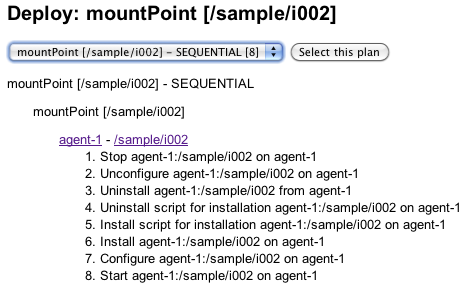 Deploy: mountPoint [/sample/i002]
mountPoint [/sample/i002] – SEQUENTIAL [8] Select this plan
mountPoint [/sample/i002] - SEQUENTIAL
mountPoint [/sample/i002]
agent-1 - /sample/i002
1. Stop agent-1:/sample/i002 on agent-1
2. Unconfigure agent-1:/sample/i002 on agent-1
3. Uninstall agent-1:/sample/i002 from agent-1
4. Uninstall script for installation agent-1:/sample/i002 on agent-1
5. Install script for installation agent-1:/sample/i002 on agent-1
6. Install agent-1:/sample/i002 on agent-1
7. Configure agent-1:/sample/i002 on agent-1
8. Start agent-1:/sample/i002 on agent-1